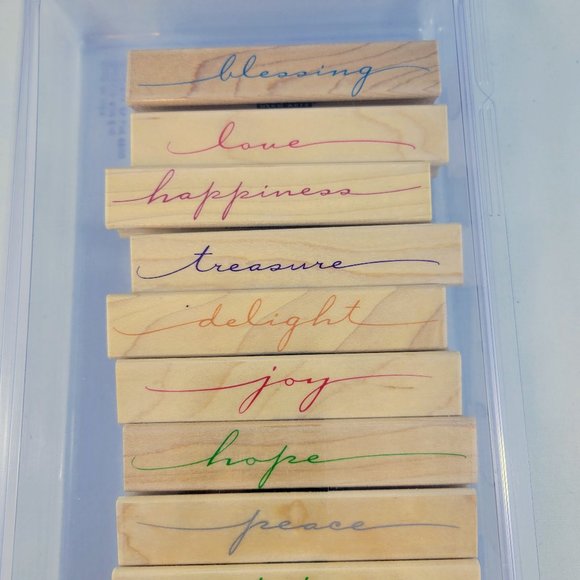 blessing
love
happiness
treasure
delight
joy
hope
peace